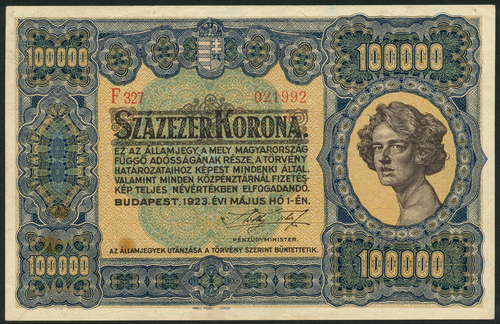 100000 100000
F 327 021992
SZÁZEZER KORONA.
EZ AZ ÁLLAMJEGY, A MELY MAGYARORSZÁG
FÜGGŐ ADÓSSÁGÁNAK RÉSZE, A TÖRVÉNY
HATÁROZATAIHOZ KÉPEST MINDENKI ÁLTAL,
VALAMINT MINDEN KÖZPÉNZTÁRNÁL FIZETÉS-
KÉP TELJES NÉVÉRTÉKBEN ELFOGADANDÓ.
BUDAPEST, 1923. ÉVI MÁJUS HÓ 1-ÉN.
PÉNZÜGYMINISTER.
AZ ÁLLAMJEGYEK UTÁNZÁSA A TÖRVÉNY SZERINT BÜNTETTETIK.
100000 100000